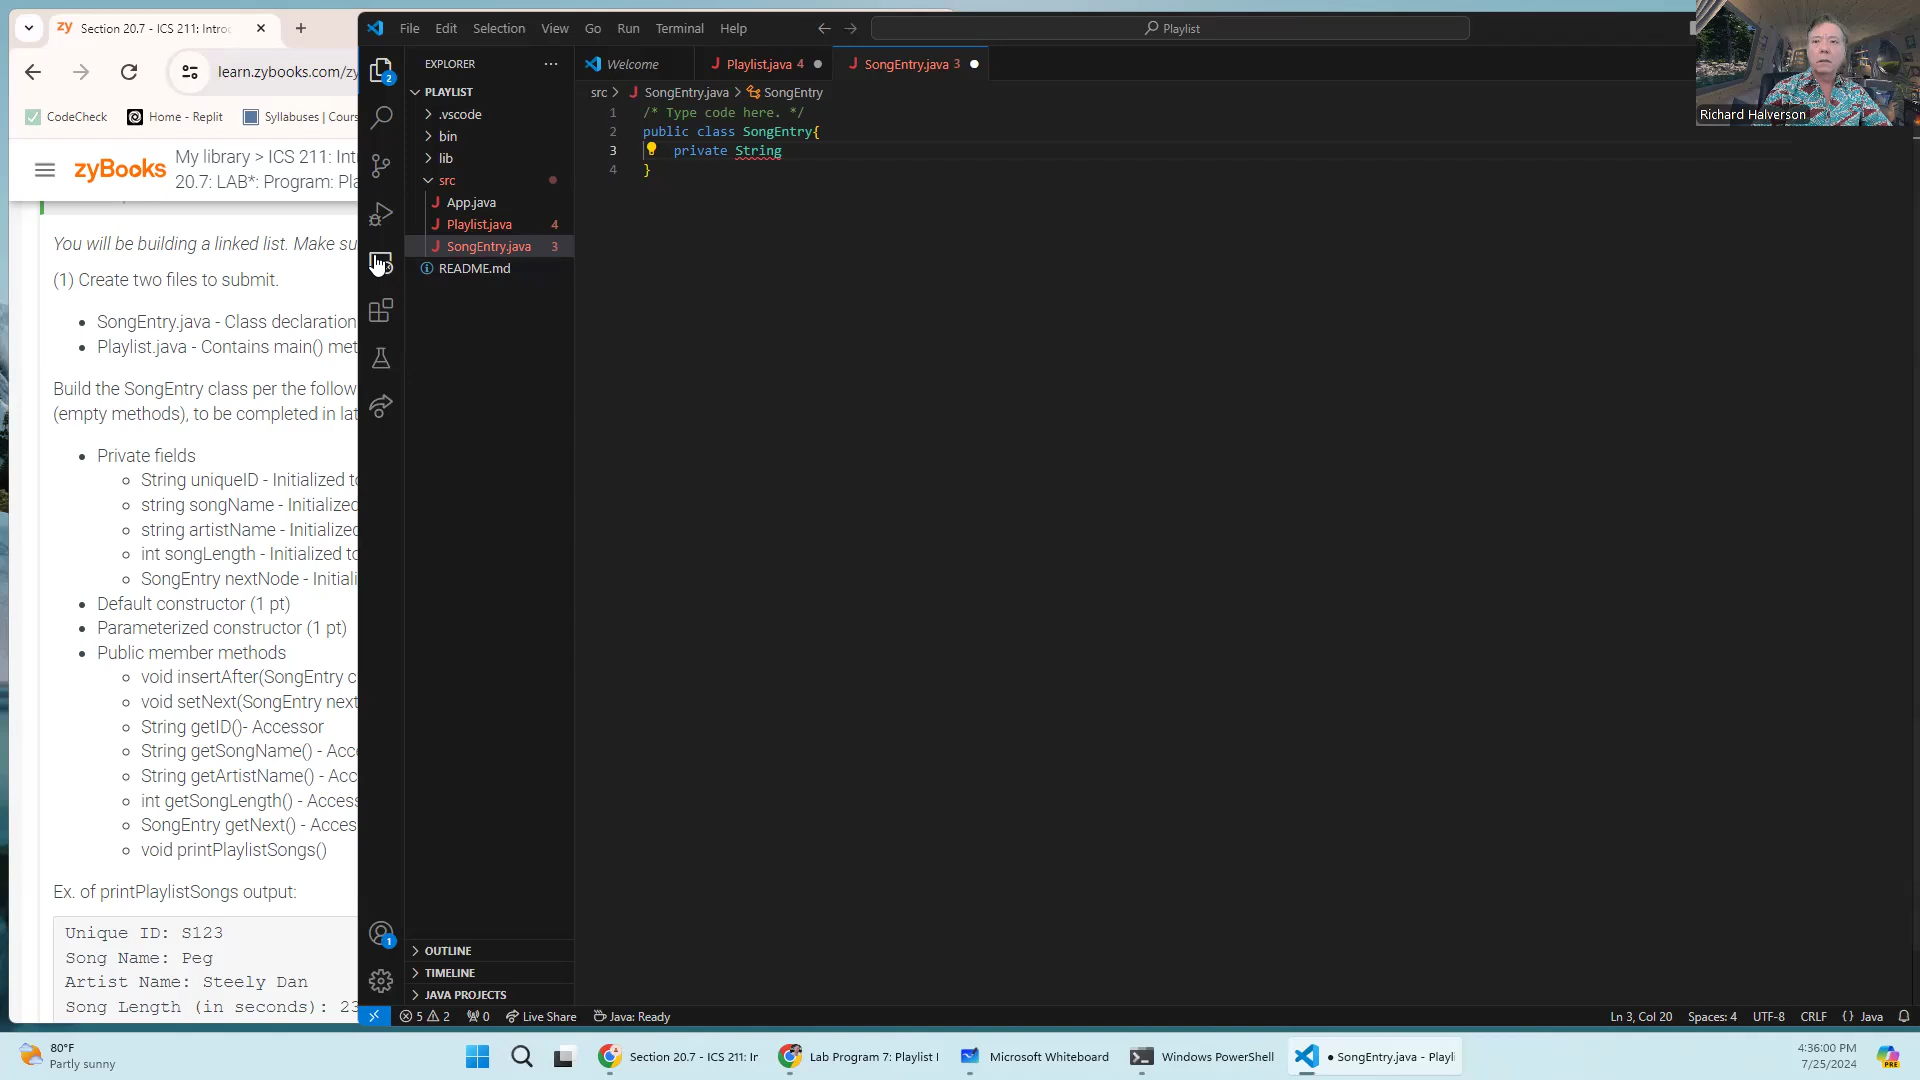 Section 20.7 - ICS 211: Introc
File Edit Selection View Go Run Terminal Help
Playlist
learn.zybooks.com/zy
EXPLORER
Welcome
Playlist.java 4
SongEntry.java 3
Richard Halverson
CodeCheck
Home - Replit
Syllabuses | Cours
PLAYLIST
src > SongEntry.java > SongEntry
.vscode
bin
lib
src
App.java
Playlist.java 4
SongEntry.java 3
README.md
1 /* Type code here. */
2 public class SongEntry{
3 private String
4 }
zyBooks
My library > ICS 211: Intr
20.7: LAB*: Program: Pla
You will be building a linked list. Make su
(1) Create two files to submit.
SongEntry.java - Class declaration
Playlist.java - Contains main() met
Build the SongEntry class per the follow
(empty methods), to be completed in lat
Private fields
String uniqueID - Initialized to
string songName - Initialized
string artistName - Initialized
int songLength - Initialized to
SongEntry nextNode - Initiali
Default constructor (1 pt)
Parameterized constructor (1 pt)
Public member methods
void insertAfter(SongEntry c
void setNext(SongEntry next
String getID()- Accessor
String getSongName() - Acce
String getArtistName() - Acc
int getSongLength() - Access
SongEntry getNext() - Acces
void printPlaylistSongs()
Ex. of printPlaylistSongs output:
Unique ID: S123
Song Name: Peg
Artist Name: Steely Dan
Song Length (in seconds): 23
2
1
OUTLINE
TIMELINE
JAVA PROJECTS
5 2 0 Live Share Java: Ready
Ln 3, Col 20 Spaces: 4 UTF-8 CRLF {} Java
80°F
Partly sunny
Section 20.7 - ICS 211: Ir
Lab Program 7: Playlist I
Microsoft Whiteboard
Windows PowerShell
● SongEntry.java - Playl
4:36:00 PM
7/25/2024
PRE